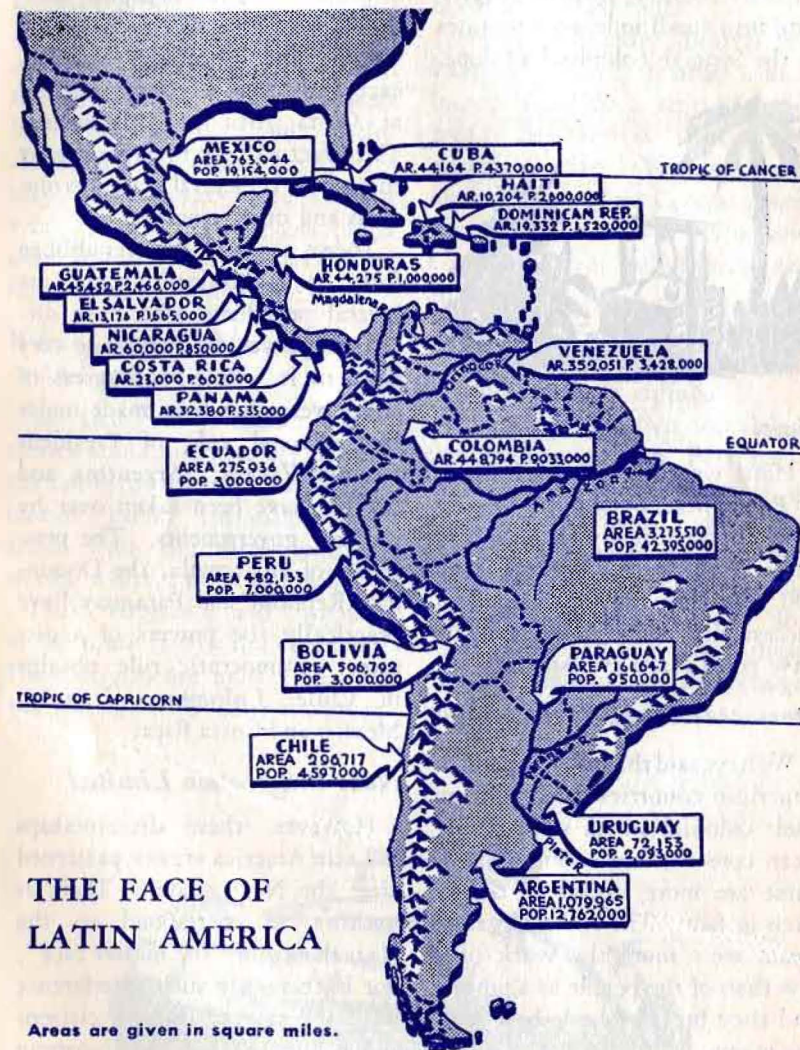 MEXICO
AREA 763,944
POP. 19,154,000
CUBA
AR.44,164 P.4,370,000
TROPIC OF CANCER
HAITI
AR.10,204 P.2,600,000
DOMINICAN REP.
AR.19,332 P.1,520,000
GUATEMALA
AR.45,452 P.2,466,000
HONDURAS
AR.44,275 P.1,000,000
EL SALVADOR
AR.13,176 P.1,665,000
Magdalena R.
NICARAGUA
AR.60,000 P.850,000
COSTA RICA
AR.23,000 P.607,000
PANAMA
AR.32,380 P.535,000
VENEZUELA
AR.352,051 P.3,428,000
ECUADOR
AREA 275,936
POP. 3,000,000
COLOMBIA
AR.448,794 P.9,033,000
EQUATOR
BRAZIL
AREA 3,275,510
POP. 42,395,000
PERU
AREA 482,133
POP. 7,000,000
BOLIVIA
AREA 506,792
POP. 3,000,000
PARAGUAY
AREA 161,647
POP. 950,000
TROPIC OF CAPRICORN
CHILE
AREA 296,717
POP. 4,597,000
URUGUAY
AREA 72,153
POP. 2,093,000
Plate R.
ARGENTINA
AREA 1,079,965
POP. 12,762,000
THE FACE OF
LATIN AMERICA
Areas are given in square miles.